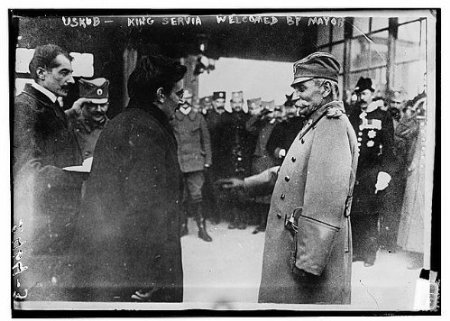 USKUB - KING SERVIA WELCOMED BY MAYOR